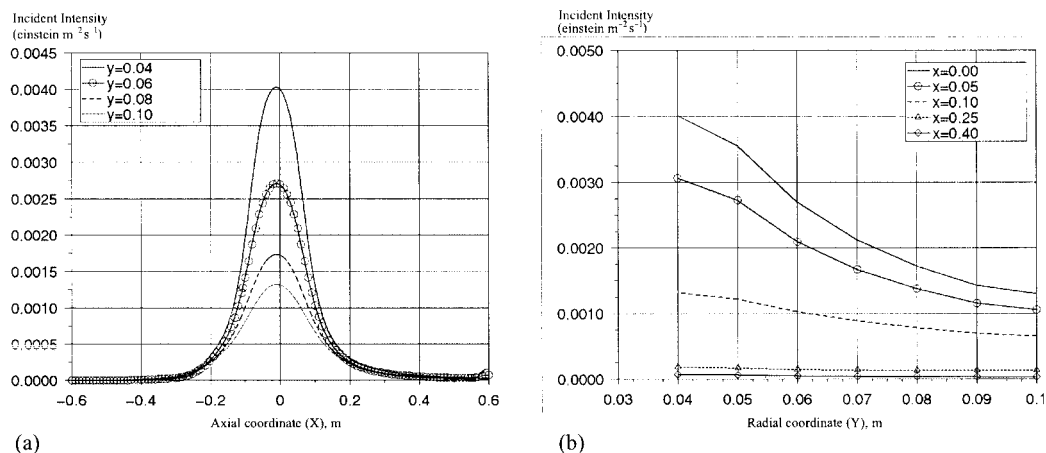 Incident Intensity
(einstein m⁻²s⁻¹)
0.0045
0.0040
0.0035
0.0030
0.0025
0.0020
0.0015
0.0010
0.0005
0.0000
y=0.04
y=0.06
y=0.08
y=0.10
−0.6 −0.4 −0.2 0 0.2 0.4 0.6
Axial coordinate (X), m
(a)
Incident Intensity
(einstein m⁻²s⁻¹)
0.0050
0.0040
0.0030
0.0020
0.0010
0.0000
x=0.00
x=0.05
x=0.10
x=0.25
x=0.40
0.03 0.04 0.05 0.06 0.07 0.08 0.09 0.1
Radial coordinate (Y), m
(b)